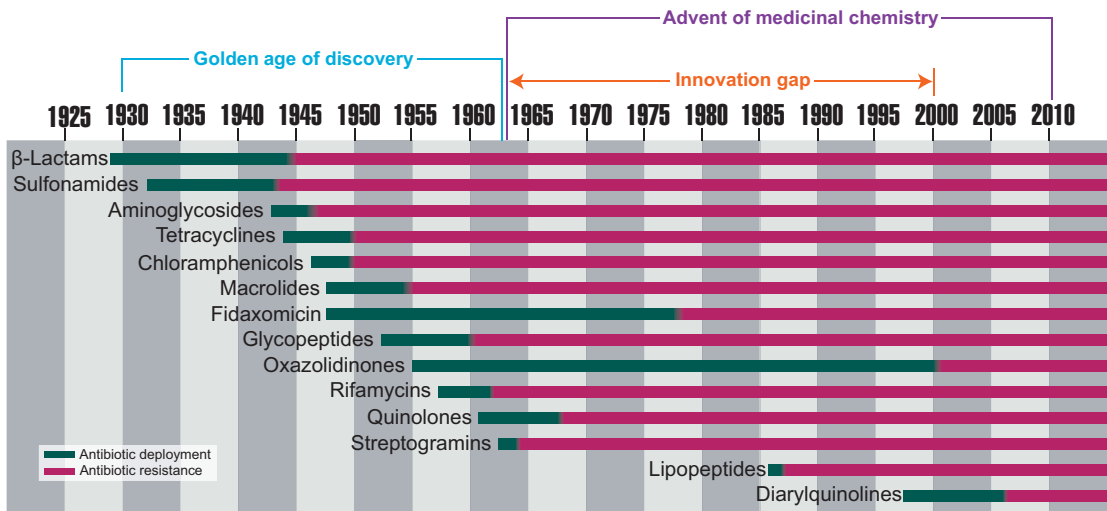 Advent of medicinal chemistry
Golden age of discovery
Innovation gap
1925 1930 1935 1940 1945 1950 1955 1960 1965 1970 1975 1980 1985 1990 1995 2000 2005 2010
β-Lactams
Sulfonamides
Aminoglycosides
Tetracyclines
Chloramphenicols
Macrolides
Fidaxomicin
Glycopeptides
Oxazolidinones
Rifamycins
Quinolones
Streptogramins
Lipopeptides
Diarylquinolines
Antibiotic deployment
Antibiotic resistance